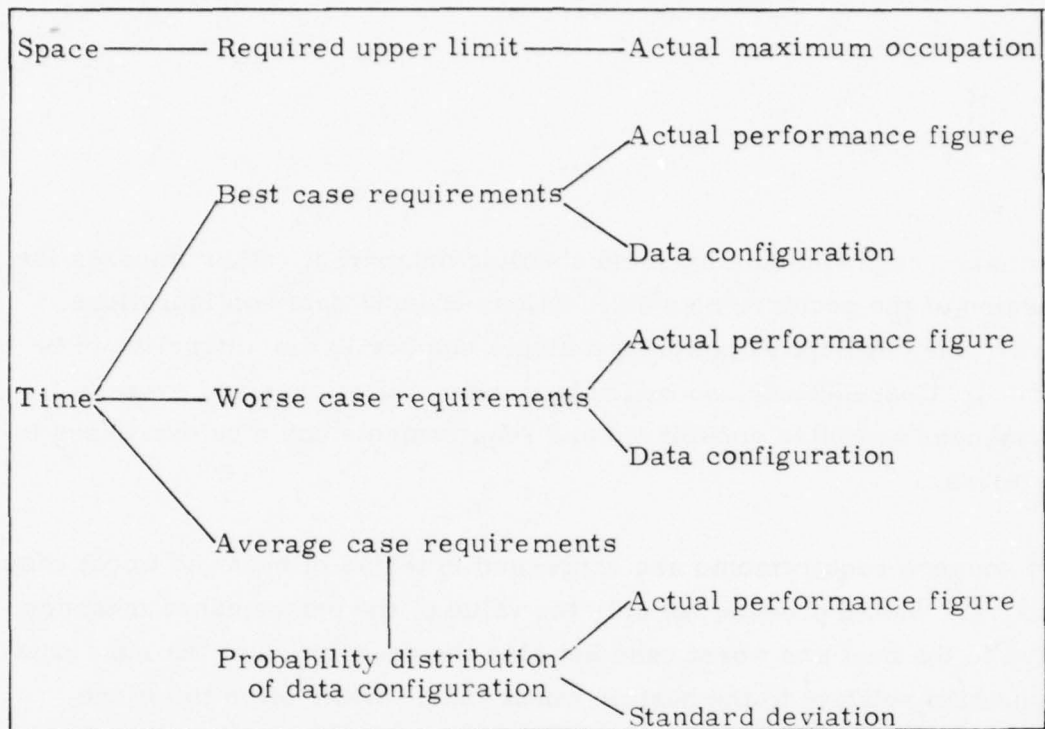 Space Required upper limit Actual maximum occupation
Actual performance figure
Best case requirements
Data configuration
Actual performance figure
Time Worse case requirements
Data configuration
Average case requirements
Actual performance figure
Probability distribution
of data configuration
Standard deviation